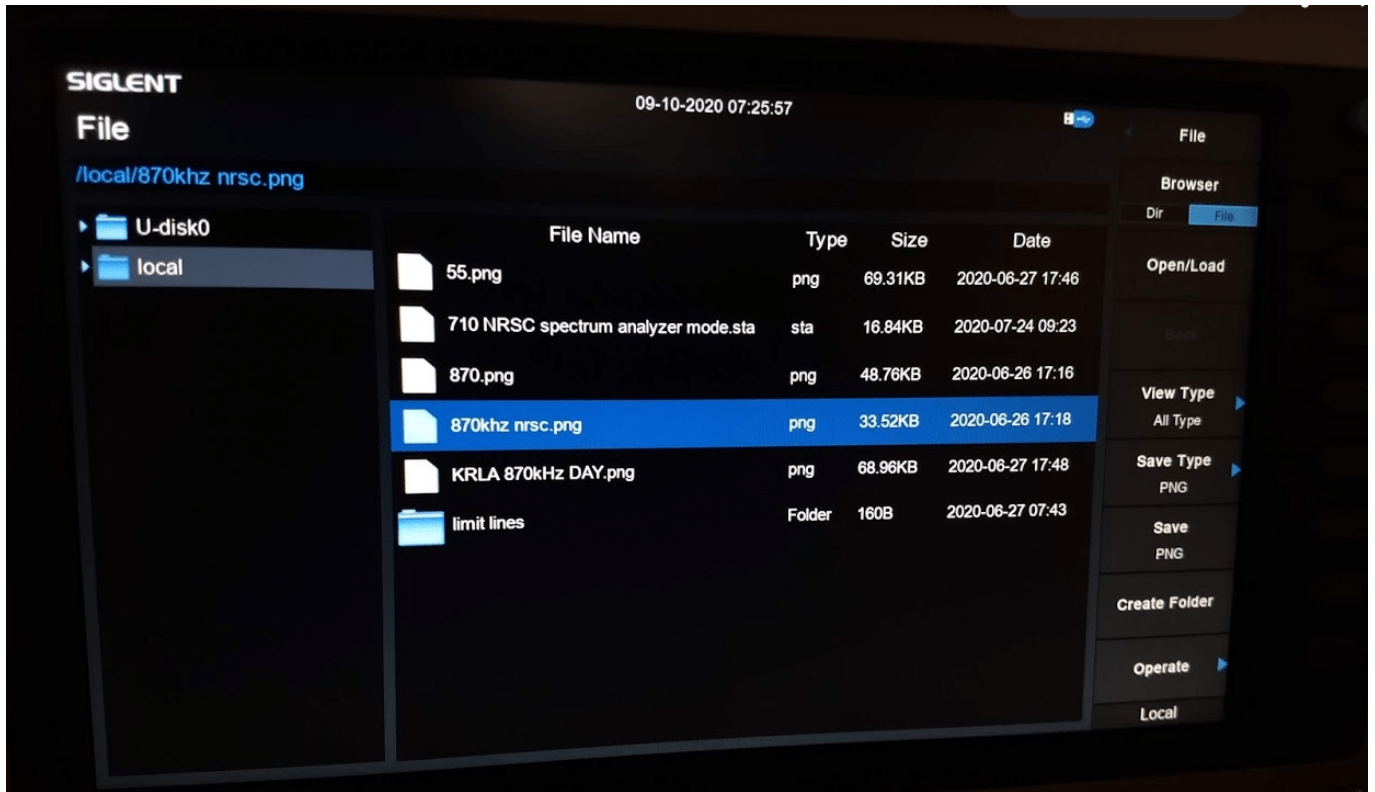 SIGLENT
09-10-2020 07:25:57
File
File
/local/870khz nrsc.png
Browser
Dir File
U-disk0
local
File Name Type Size Date
55.png png 69.31KB 2020-06-27 17:46
710 NRSC spectrum analyzer mode.sta sta 16.84KB 2020-07-24 09:23
870.png png 48.76KB 2020-06-26 17:16
870khz nrsc.png png 33.52KB 2020-06-26 17:18
KRLA 870kHz DAY.png png 68.96KB 2020-06-27 17:48
limit lines Folder 160B 2020-06-27 07:43
Open/Load
Back
View Type
All Type
Save Type
PNG
Save
PNG
Create Folder
Operate
Local